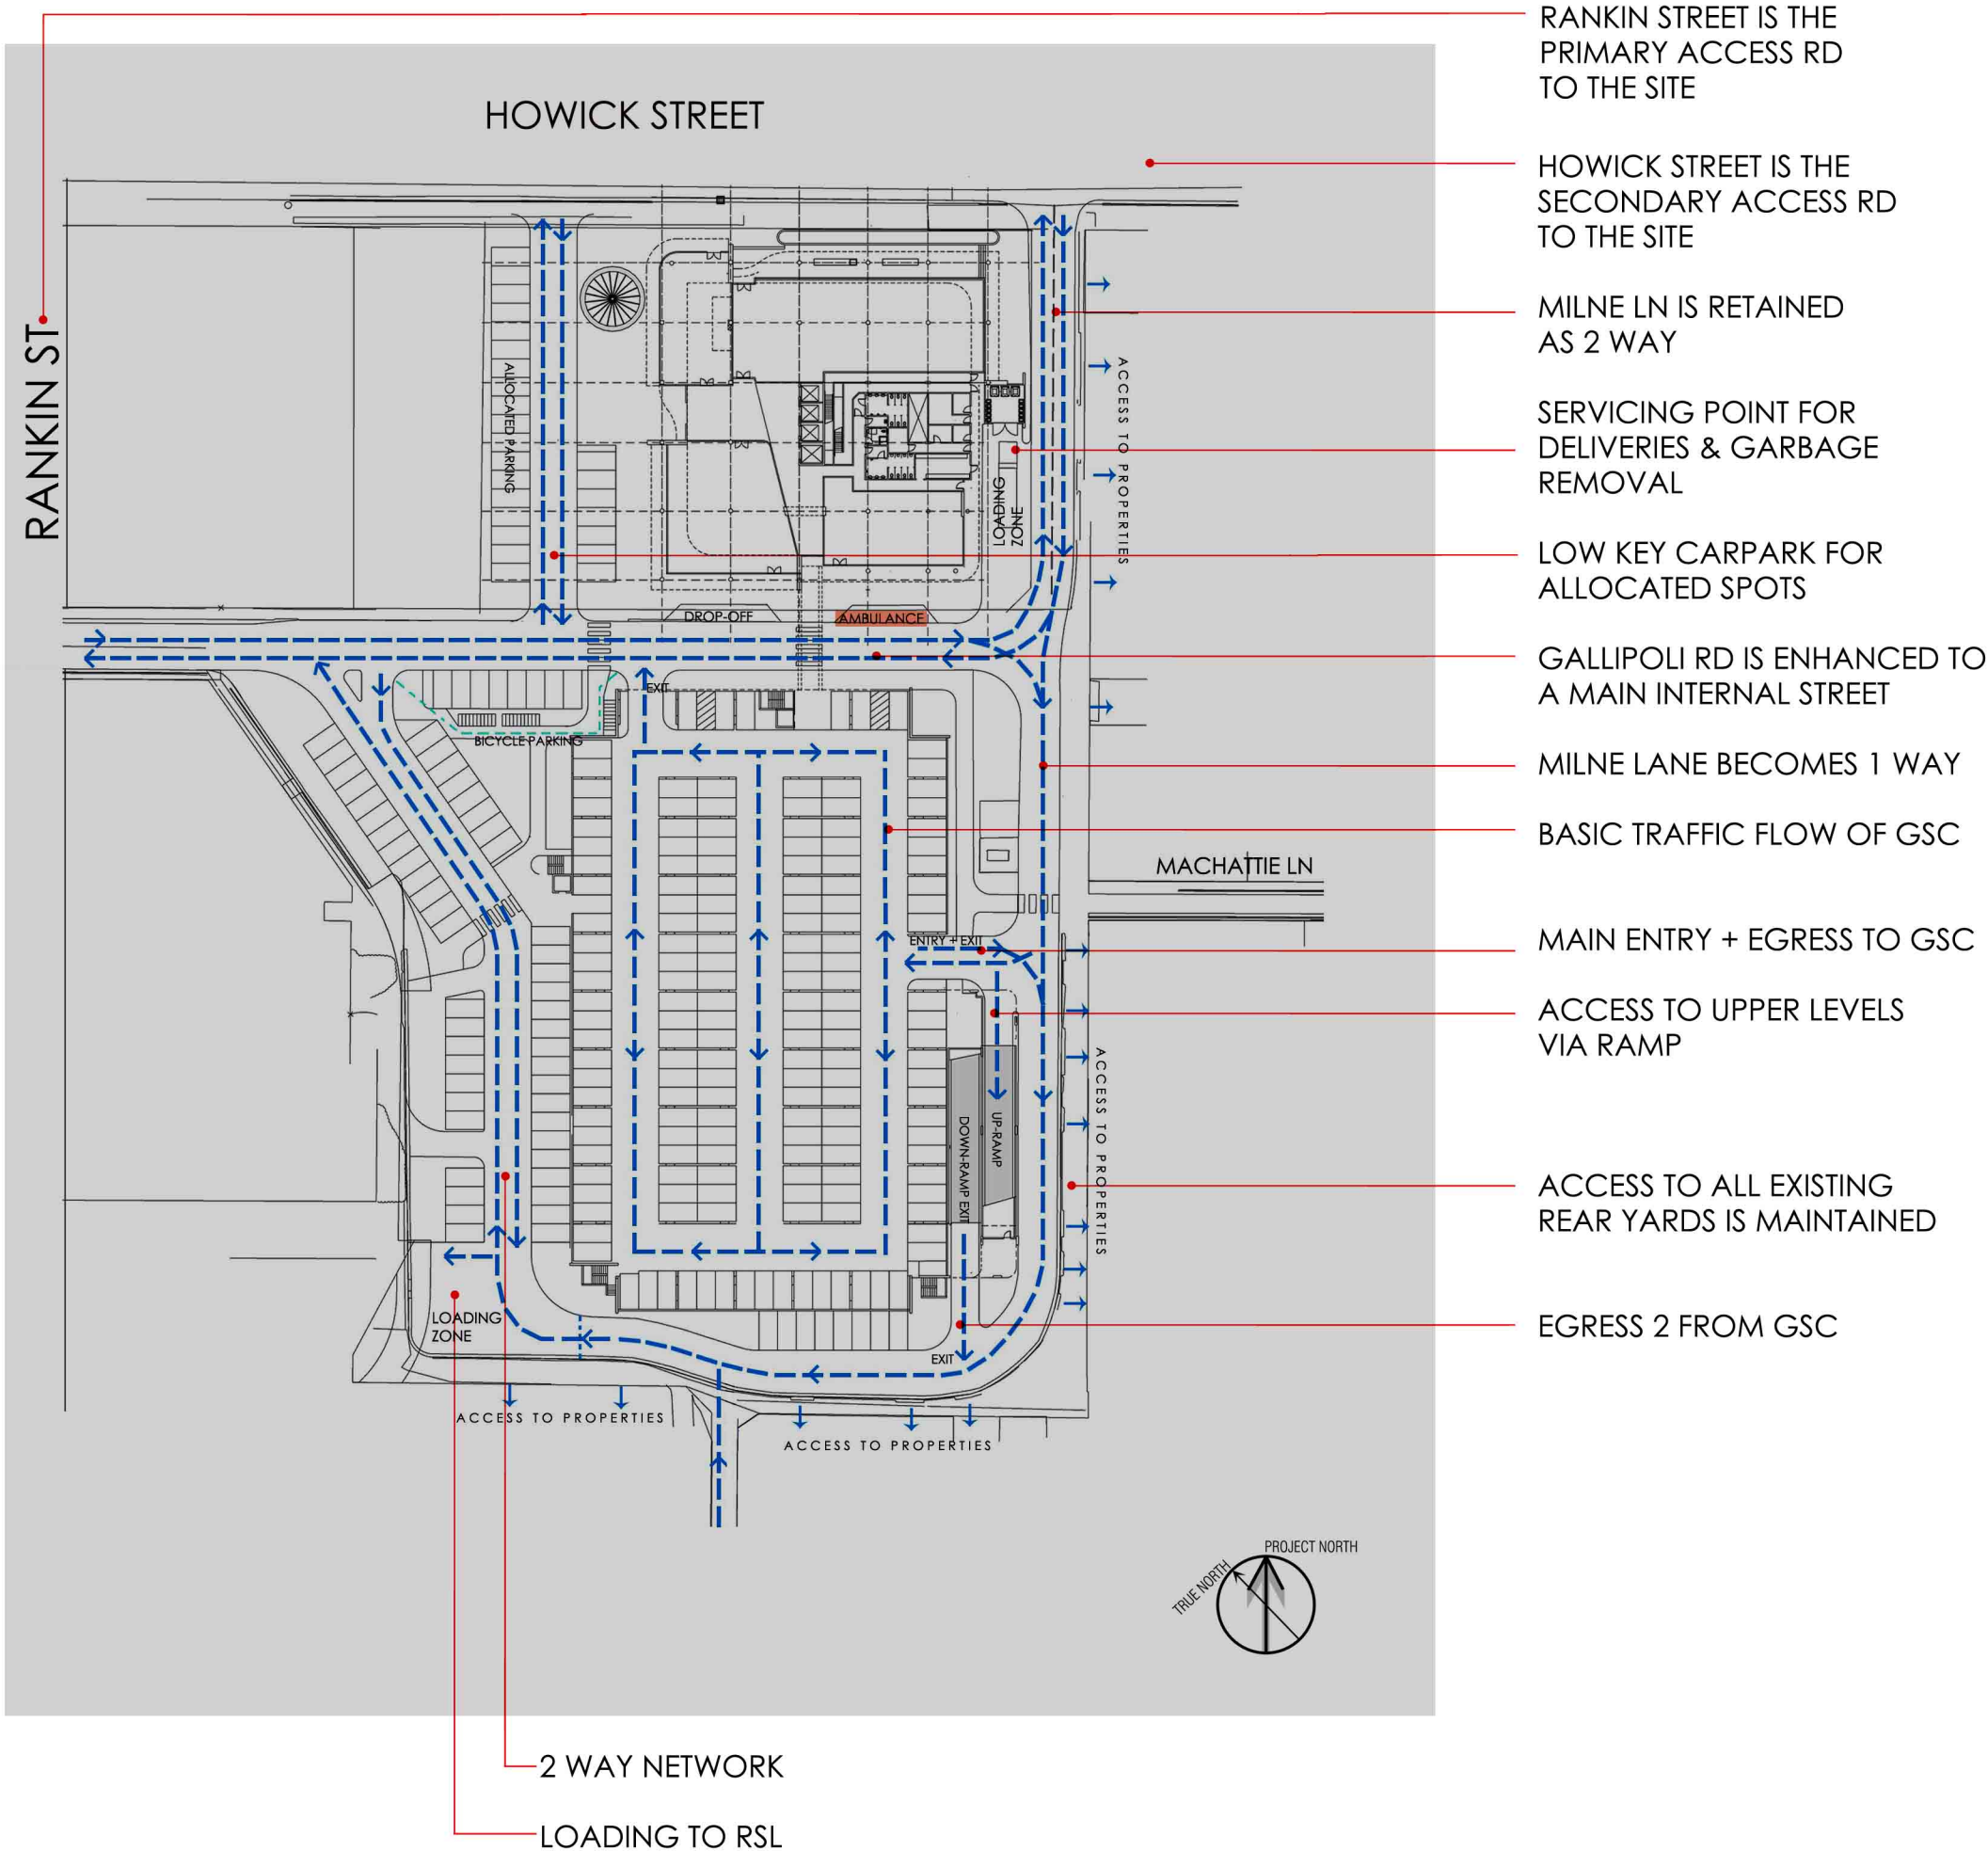 RANKIN STREET IS THE
PRIMARY ACCESS RD
TO THE SITE
HOWICK STREET
HOWICK STREET IS THE
SECONDARY ACCESS RD
TO THE SITE
MILNE LN IS RETAINED
AS 2 WAY
RANKIN ST
ALLOCATED PARKING
ACCESS TO PROPERTIES
SERVICING POINT FOR
DELIVERIES & GARBAGE
REMOVAL
LOADING
ZONE
LOW KEY CARPARK FOR
ALLOCATED SPOTS
DROP-OFF
AMBULANCE
GALLIPOLI RD IS ENHANCED TO
A MAIN INTERNAL STREET
EXIT
BICYCLE PARKING
MILNE LANE BECOMES 1 WAY
BASIC TRAFFIC FLOW OF GSC
MACHATTIE LN
ENTRY + EXIT
MAIN ENTRY + EGRESS TO GSC
ACCESS TO UPPER LEVELS
VIA RAMP
DOWN-RAMP EXIT
UP-RAMP
ACCESS TO PROPERTIES
ACCESS TO ALL EXISTING
REAR YARDS IS MAINTAINED
LOADING
ZONE
EGRESS 2 FROM GSC
EXIT
ACCESS TO PROPERTIES
ACCESS TO PROPERTIES
PROJECT NORTH
TRUE NORTH
2 WAY NETWORK
LOADING TO RSL